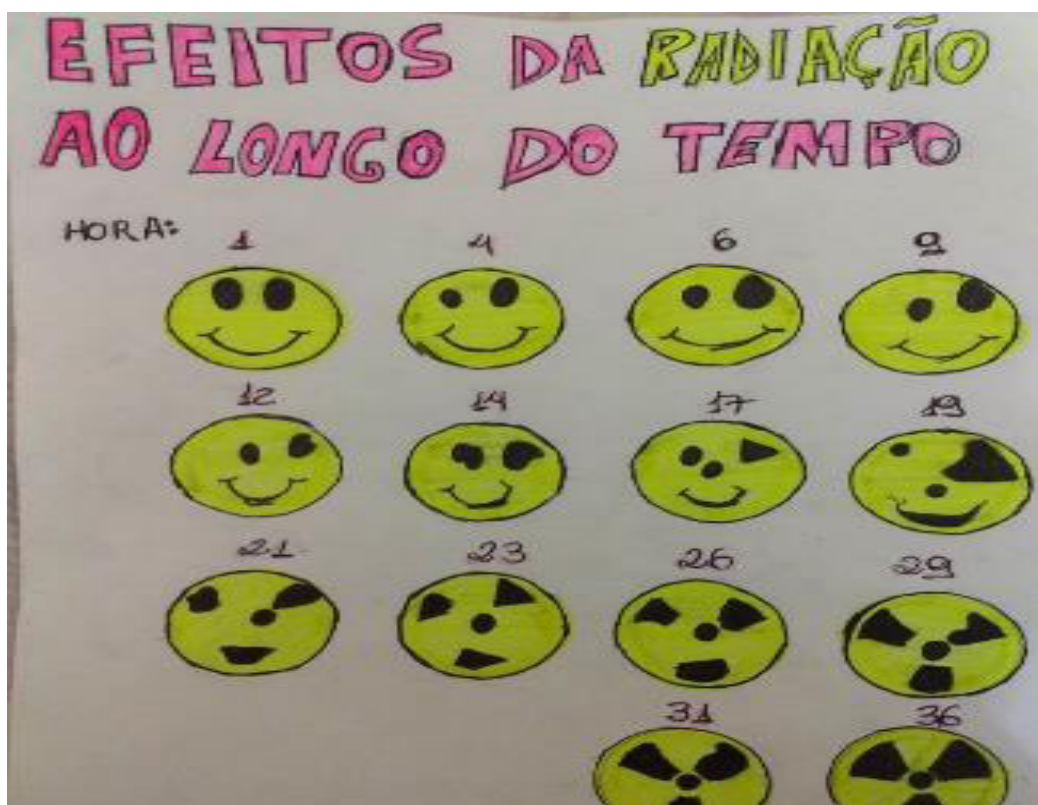 EFEITOS DA RADIAÇÃO
AO LONGO DO TEMPO
HORA: 1 4 6 9
12 14 17 19
21 23 26 29
31 36